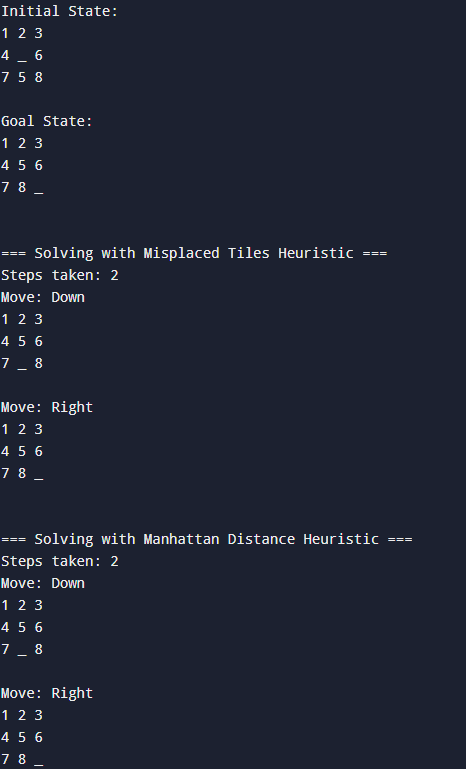 Initial State:
1 2 3
4 _ 6
7 5 8
Goal State:
1 2 3
4 5 6
7 8 _
=== Solving with Misplaced Tiles Heuristic ===
Steps taken: 2
Move: Down
1 2 3
4 5 6
7 _ 8
Move: Right
1 2 3
4 5 6
7 8 _
=== Solving with Manhattan Distance Heuristic ===
Steps taken: 2
Move: Down
1 2 3
4 5 6
7 _ 8
Move: Right
1 2 3
4 5 6
7 8 _